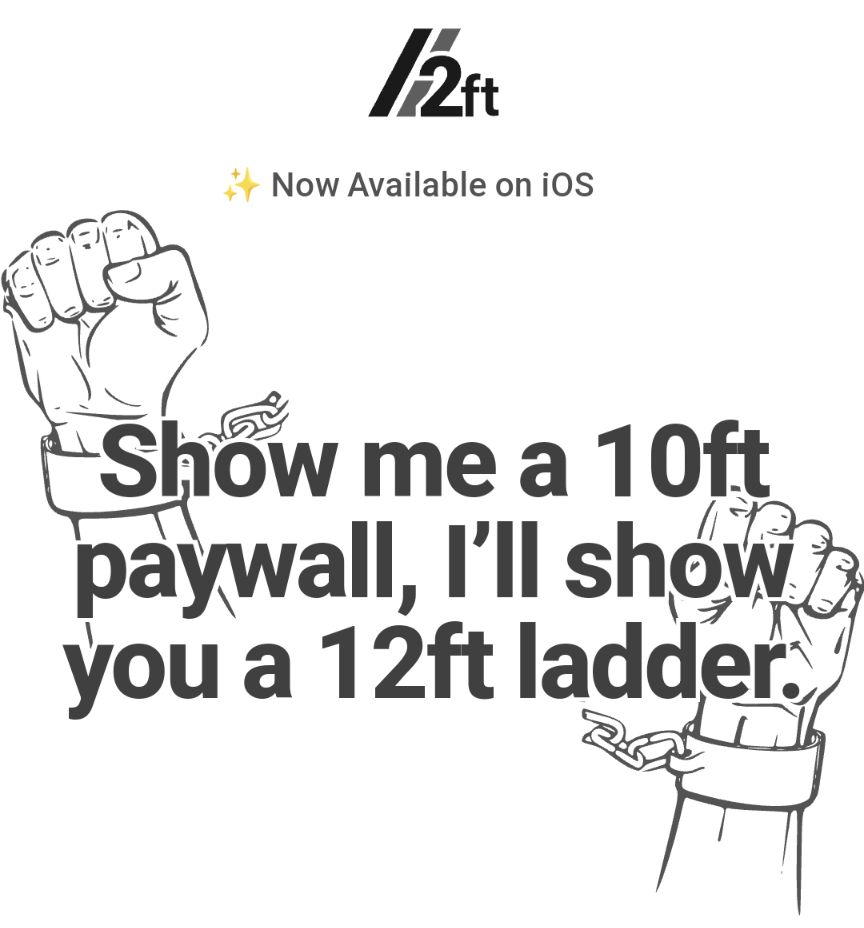 12ft
✨ Now Available on iOS
Show me a 10ft
paywall, I’ll show
you a 12ft ladder.